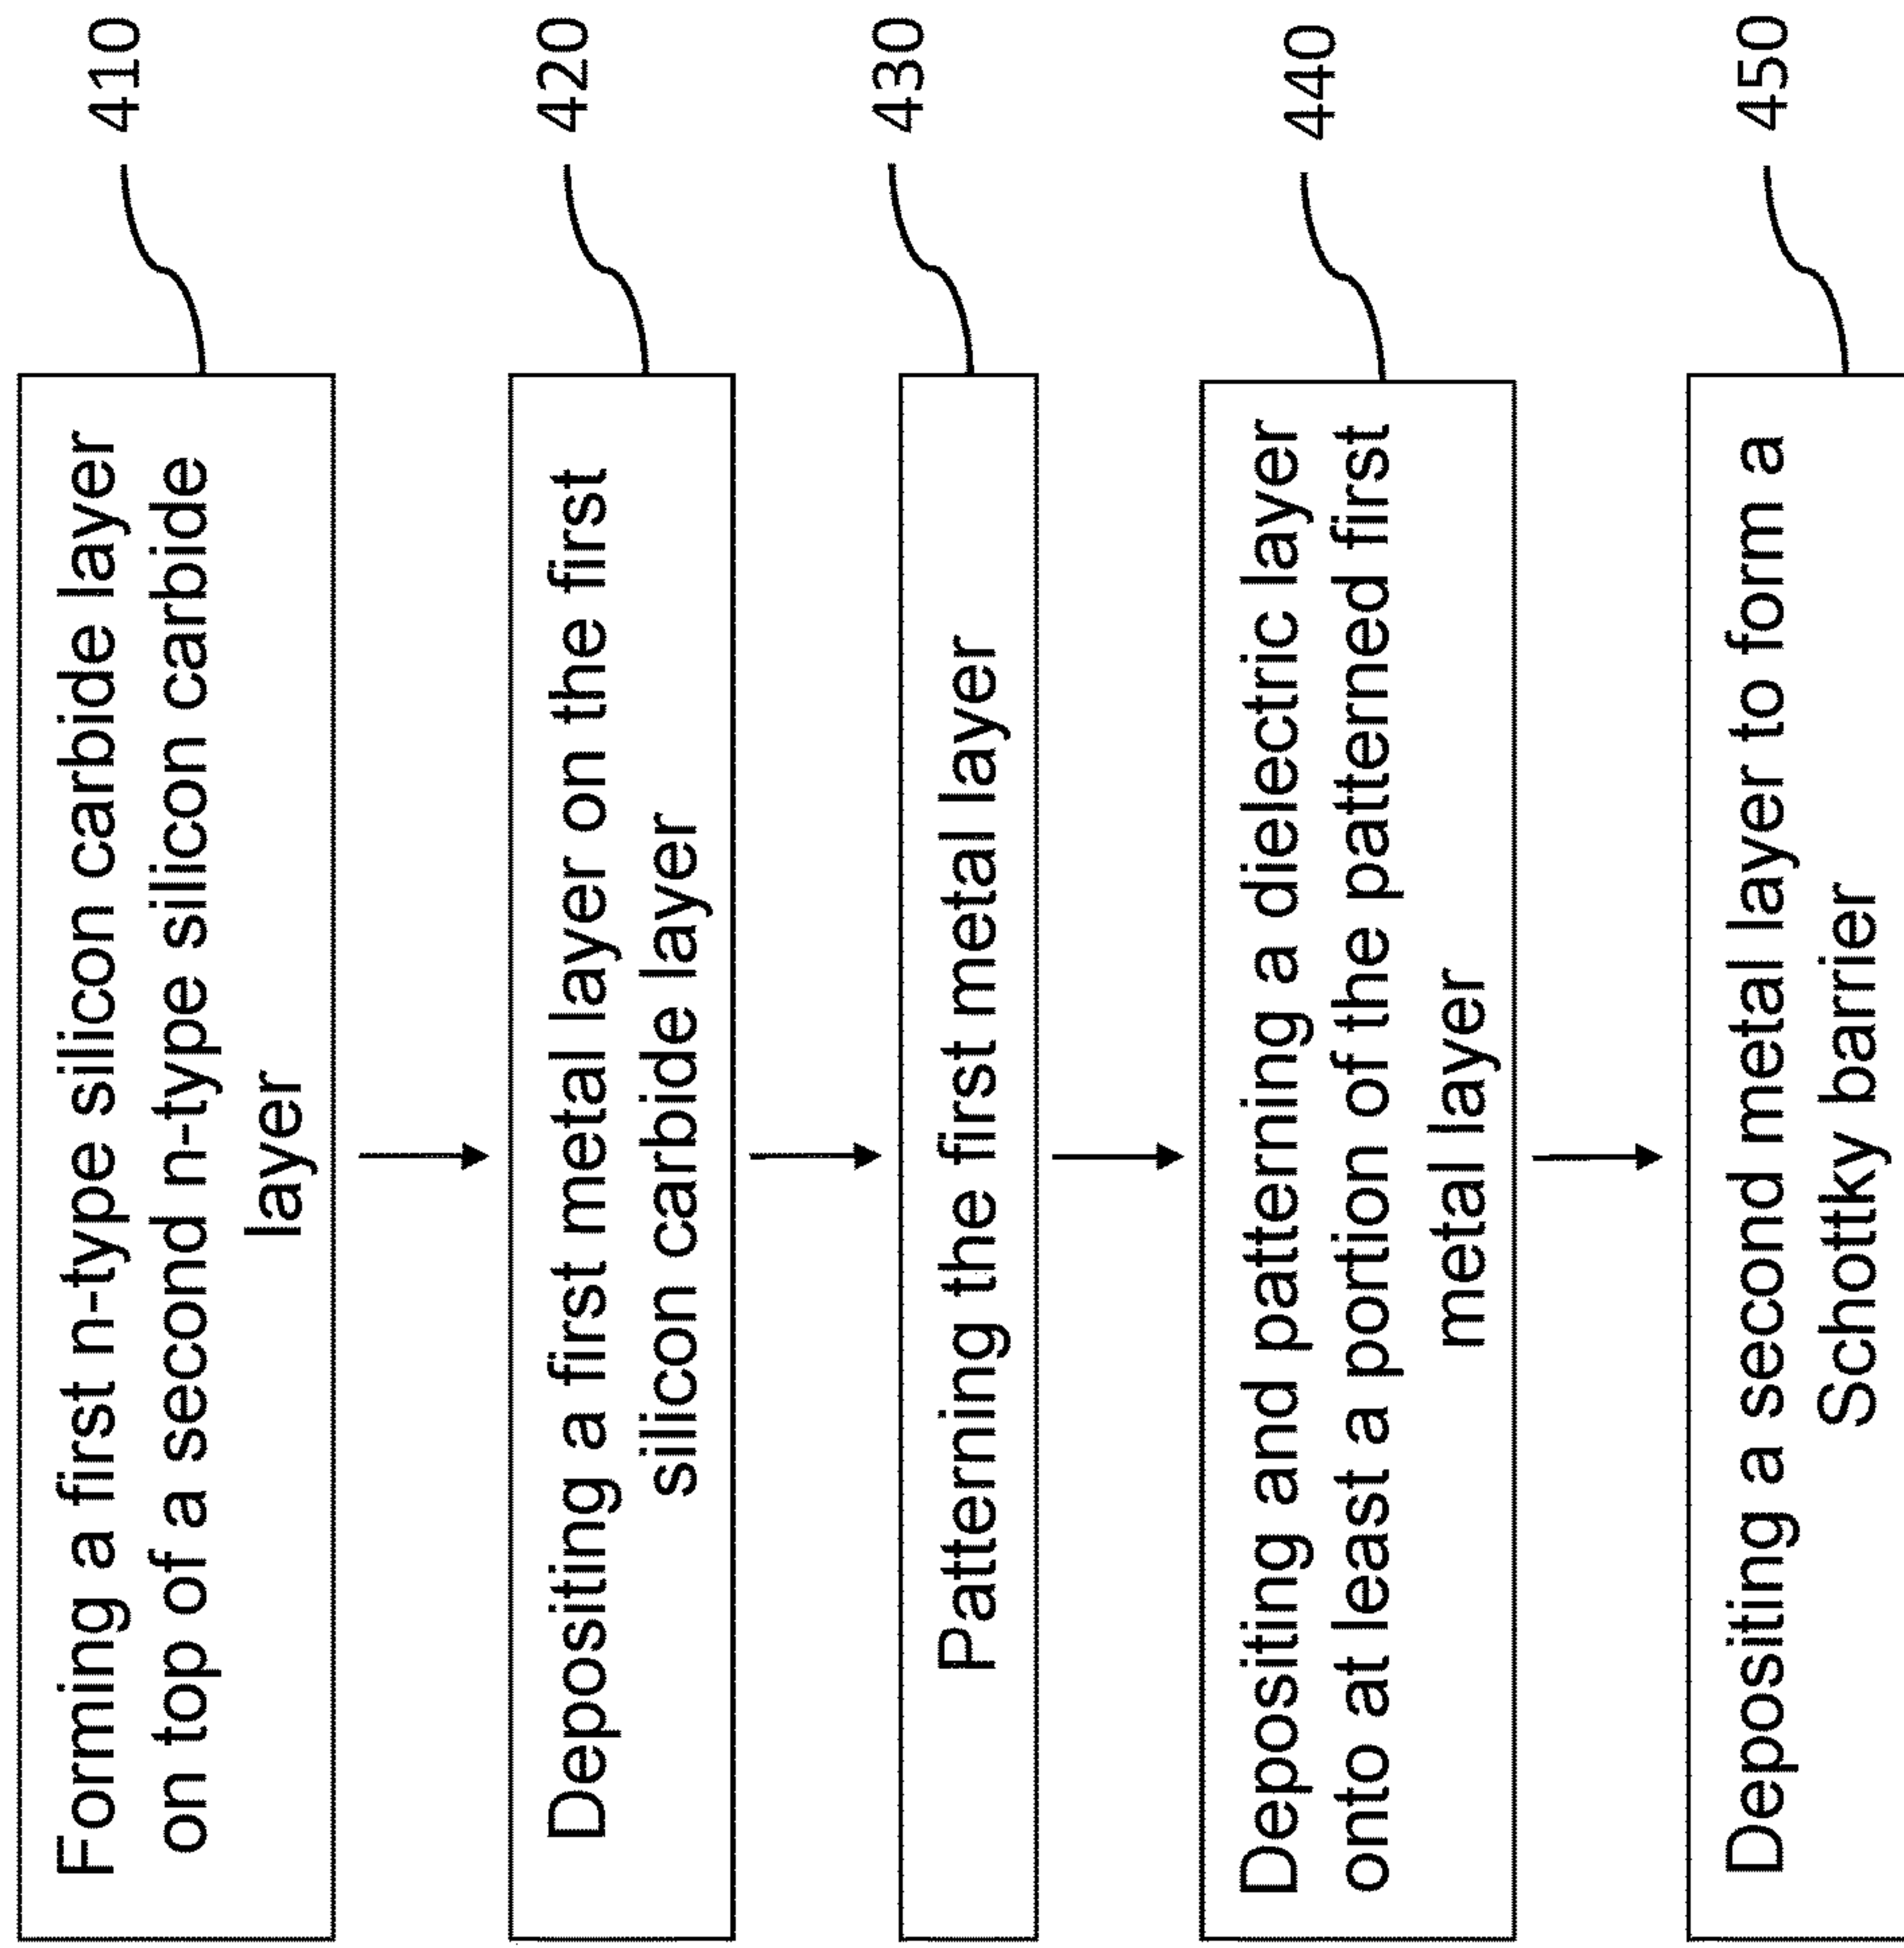 Forming a first n-type silicon carbide layer
on top of a second n-type silicon carbide
layer
410
Depositing a first metal layer on the first
silicon carbide layer
420
Patterning the first metal layer
430
Depositing and patterning a dielectric layer
onto at least a portion of the patterned first
metal layer
440
Depositing a second metal layer to form a
Schottky barrier
450